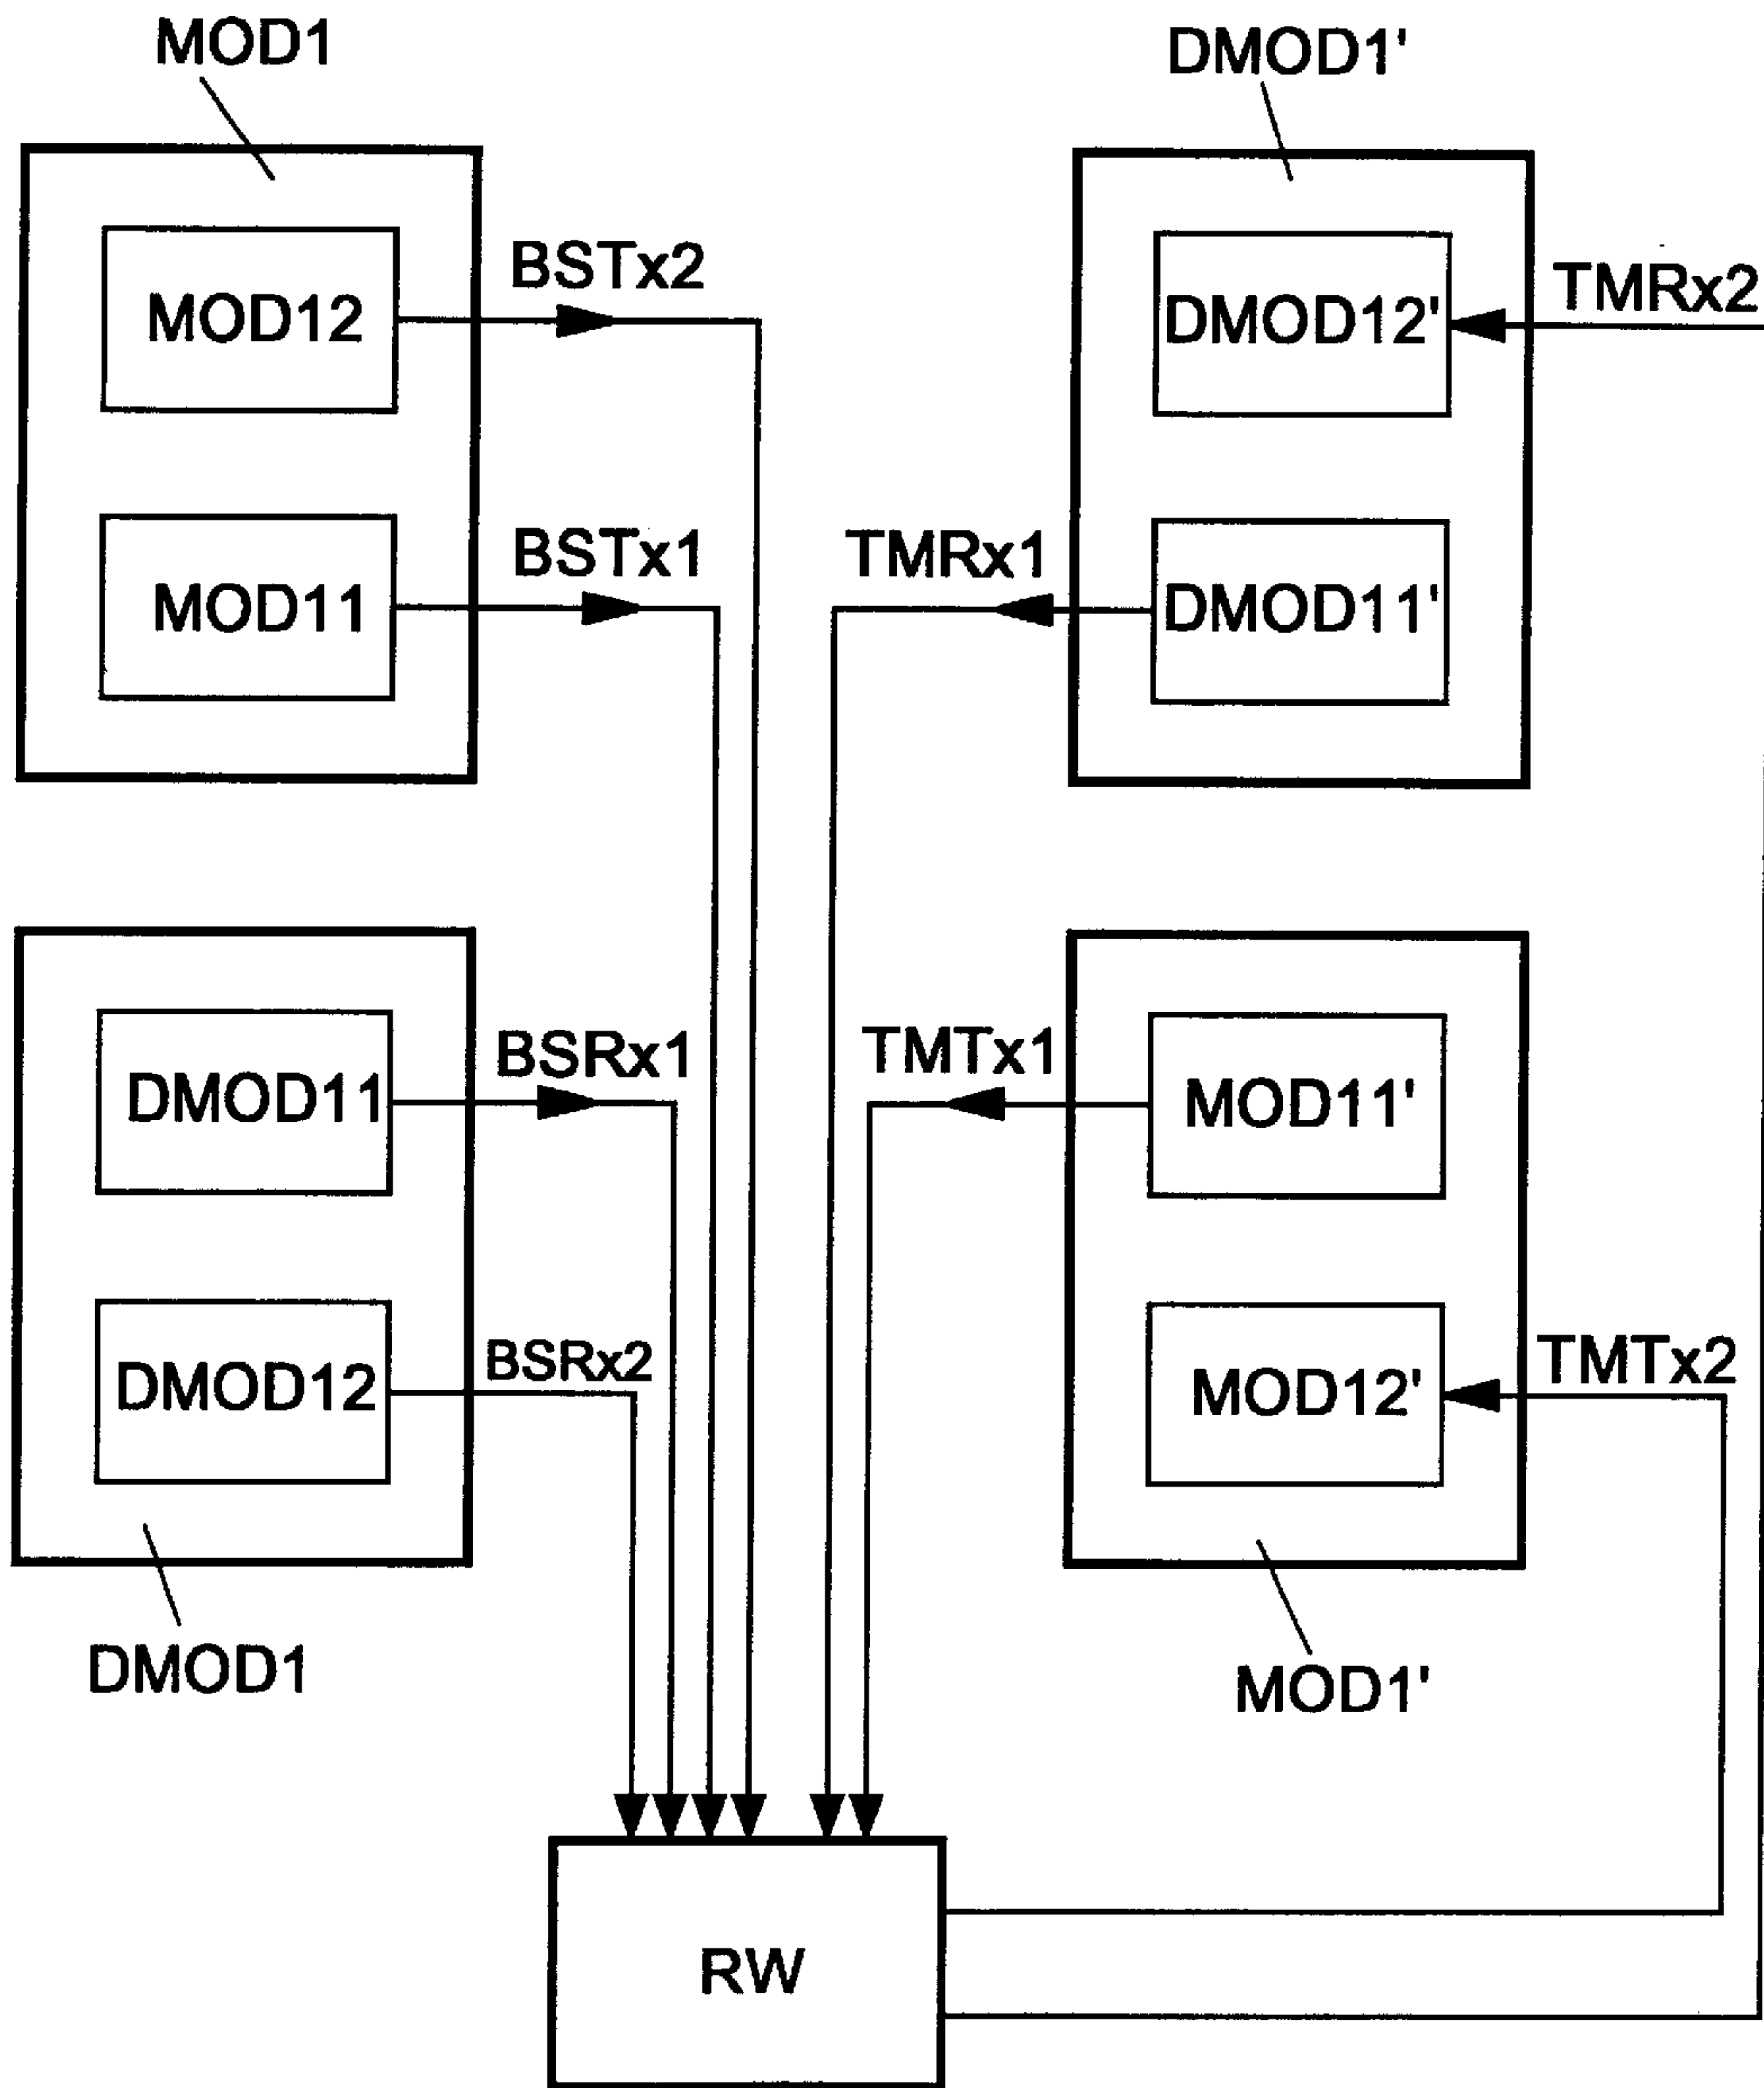 MOD1
DMOD1'
MOD12
BSTx2
DMOD12'
TMRx2
MOD11
BSTx1
TMRx1
DMOD11'
DMOD11
BSRx1
TMTx1
MOD11'
DMOD12
BSRx2
MOD12'
TMTx2
DMOD1
MOD1'
RW